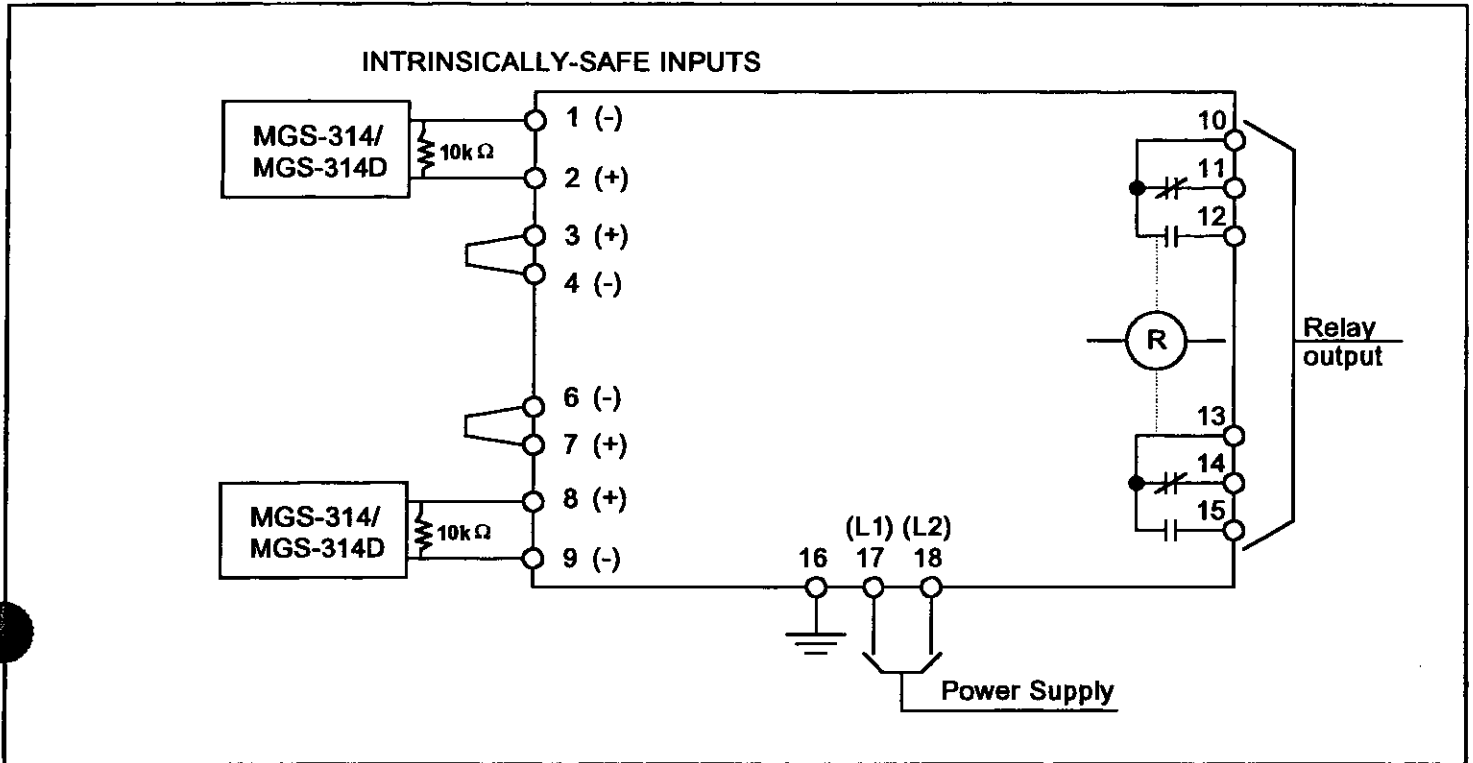 INTRINSICALLY-SAFE INPUTS
MGS-314/
MGS-314D
10k Ω
1 (-)
2 (+)
3 (+)
4 (-)
6 (-)
7 (+)
MGS-314/
MGS-314D
10k Ω
8 (+)
9 (-)
10
11
12
R
Relay
output
13
14
15
(L1) (L2)
16 17 18
Power Supply